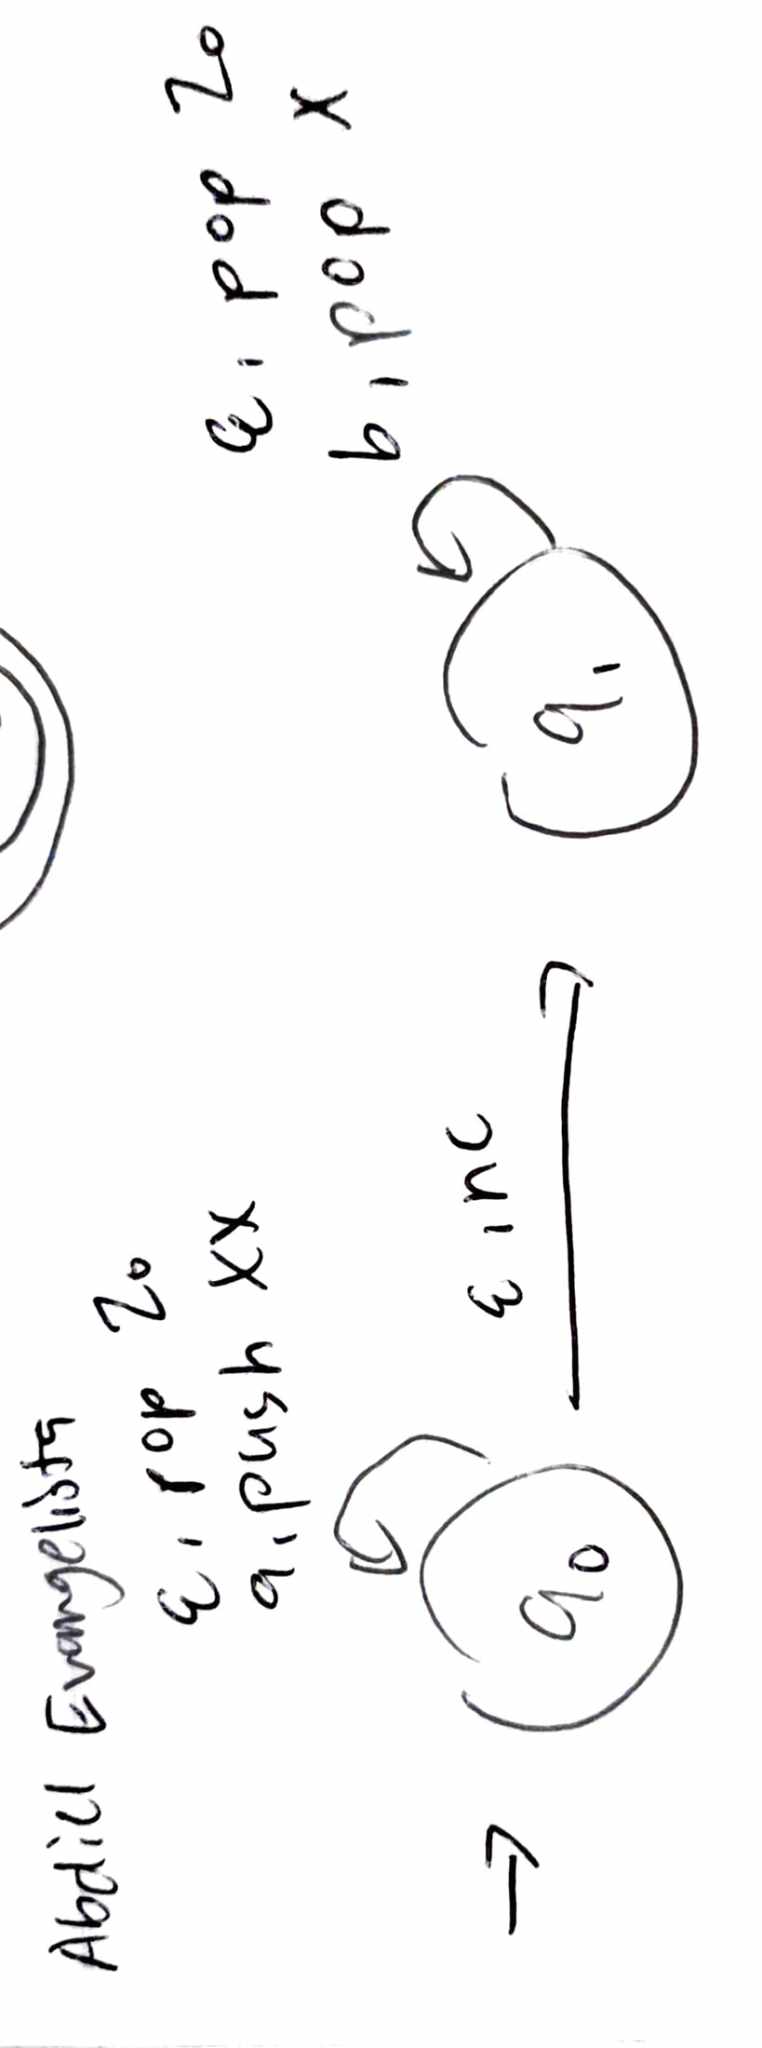 Abdiel Evangelista
ε, pop Z₀
a, push XX
q₀
ε, nc
ε, pop Z₀
b, pop X
q₁